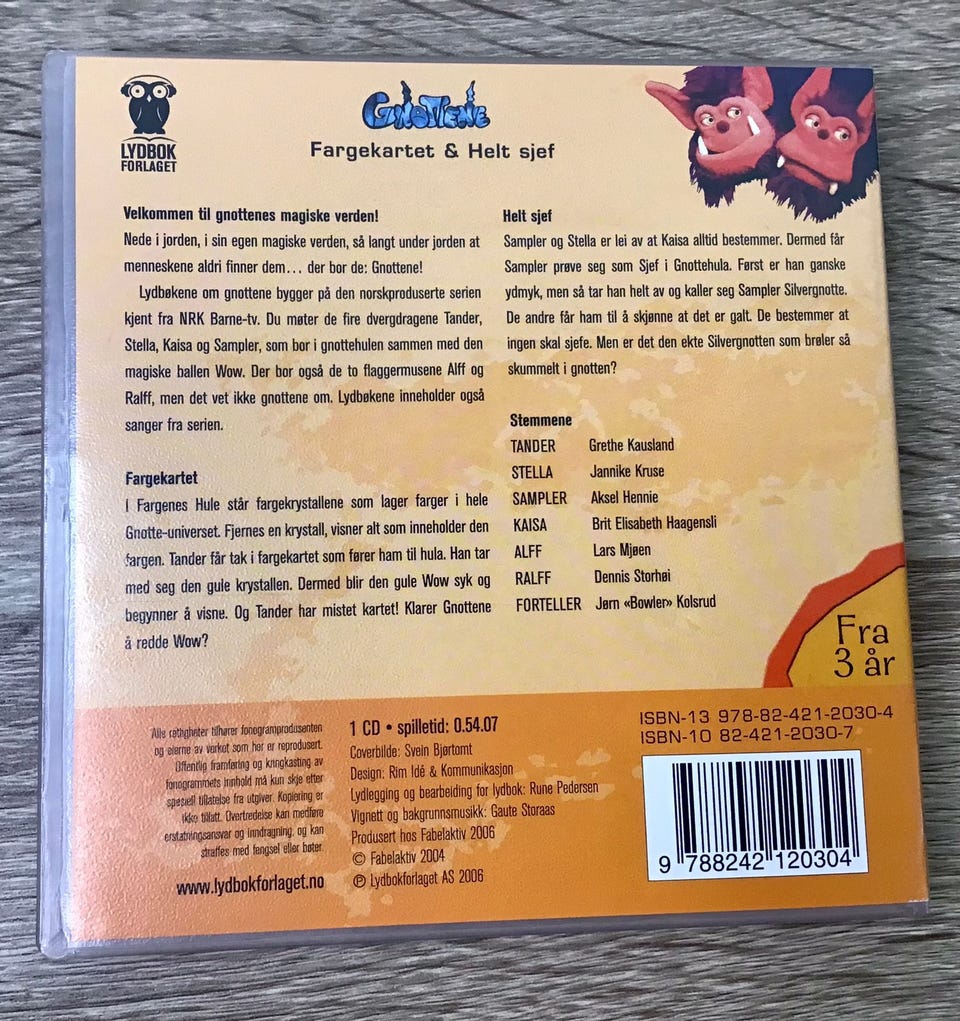 LYDBOK
FORLAGET
GNOTTENE
Fargekartet & Helt sjef
Velkommen til gnottenes magiske verden!
Nede i jorden, i sin egen magiske verden, så langt under jorden at
menneskene aldri finner dem... der bor de: Gnottene!
Lydbøkene om gnottene bygger på den norskproduserte serien
kjent fra NRK Barne-tv. Du møter de fire dvergdragene Tander,
Stella, Kaisa og Sampler, som bor i gnottehulen sammen med den
magiske ballen Wow. Der bor også de to flaggermusene Alff og
Ralff, men det vet ikke gnottene om. Lydbøkene inneholder også
sanger fra serien.
Fargekartet
I Fargenes Hule står fargekrystallene som lager farger i hele
Gnotte-universet. Fjernes en krystall, visner alt som inneholder den
fargen. Tander får tak i fargekartet som fører ham til hula. Han tar
med seg den gule krystallen. Dermed blir den gule Wow syk og
begynner å visne. Og Tander har mistet kartet! Klarer Gnottene
å redde Wow?
Helt sjef
Sampler og Stella er lei av at Kaisa alltid bestemmer. Dermed får
Sampler prøve seg som Sjef i Gnottehula. Først er han ganske
ydmyk, men så tar han helt av og kaller seg Sampler Silvergnotte.
De andre får ham til å skjønne at det er galt. De bestemmer at
ingen skal sjefe. Men er det den ekte Silvergnotten som brøler så
skummelt i gnotten?
Stemmene
TANDER Grethe Kausland
STELLA Jannike Kruse
SAMPLER Aksel Hennie
KAISA Brit Elisabeth Haagensli
ALFF Lars Mjøen
RALFF Dennis Storhøi
FORTELLER Jørn «Bowler» Kolsrud
Fra
3 år
Alle rettigheter tilhører fonogramprodusenten
og eierne av verket som her er reprodusert.
Offentlig framføring og kringkasting av
fonogrammets innhold må kun skje etter
spesiell tillatelse fra utgiver. Kopiering er
ikke tillatt. Overtredelse kan medføre
erstatningsansvar og inndragning, og kan
straffes med fengsel eller bøter.
www.lydbokforlaget.no
1 CD • spilletid: 0.54.07
Coverbilde: Svein Bjørtomt
Design: Rim Idé & Kommunikasjon
Lydlegging og bearbeiding for lydbok: Rune Pedersen
Vignett og bakgrunnsmusikk: Gaute Storaas
Produsert hos Fabelaktiv 2006
© Fabelaktiv 2004
℗ Lydbokforlaget AS 2006
ISBN-13 978-82-421-2030-4
ISBN-10 82-421-2030-7
9 788242 120304